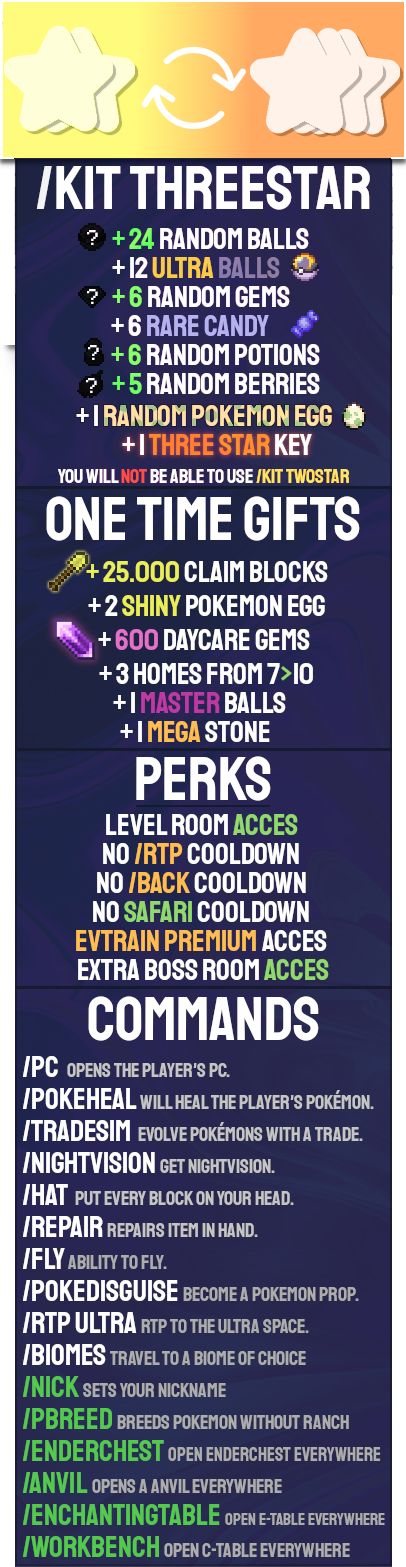 /KIT THREESTAR
? +24 RANDOM BALLS
+12 ULTRA BALLS
? +6 RANDOM GEMS
+6 RARE CANDY
+6 RANDOM POTIONS
? +5 RANDOM BERRIES
+1 RANDOM POKEMON EGG
+1 THREE STAR KEY
YOU WILL NOT BE ABLE TO USE /KIT TWOSTAR
ONE TIME GIFTS
+25.000 CLAIM BLOCKS
+2 SHINY POKEMON EGG
+600 DAYCARE GEMS
+3 HOMES FROM 7>10
+1 MASTER BALLS
+1 MEGA STONE
PERKS
LEVEL ROOM ACCES
NO /RTP COOLDOWN
NO /BACK COOLDOWN
NO SAFARI COOLDOWN
EVTRAIN PREMIUM ACCES
EXTRA BOSS ROOM ACCES
COMMANDS
/PC OPENS THE PLAYER'S PC.
/POKEHEAL WILL HEAL THE PLAYER'S POKÉMON.
/TRADESIM EVOLVE POKÉMONS WITH A TRADE.
/NIGHTVISION GET NIGHTVISION.
/HAT PUT EVERY BLOCK ON YOUR HEAD.
/REPAIR REPAIRS ITEM IN HAND.
/FLY ABILITY TO FLY.
/POKEDISGUISE BECOME A POKEMON PROP.
/RTP ULTRA RTP TO THE ULTRA SPACE.
/BIOMES TRAVEL TO A BIOME OF CHOICE
/NICK SETS YOUR NICKNAME
/PBREED BREEDS POKEMON WITHOUT RANCH
/ENDERCHEST OPEN ENDERCHEST EVERYWHERE
/ANVIL OPENS A ANVIL EVERYWHERE
/ENCHANTINGTABLE OPEN E-TABLE EVERYWHERE
/WORKBENCH OPEN C-TABLE EVERYWHERE